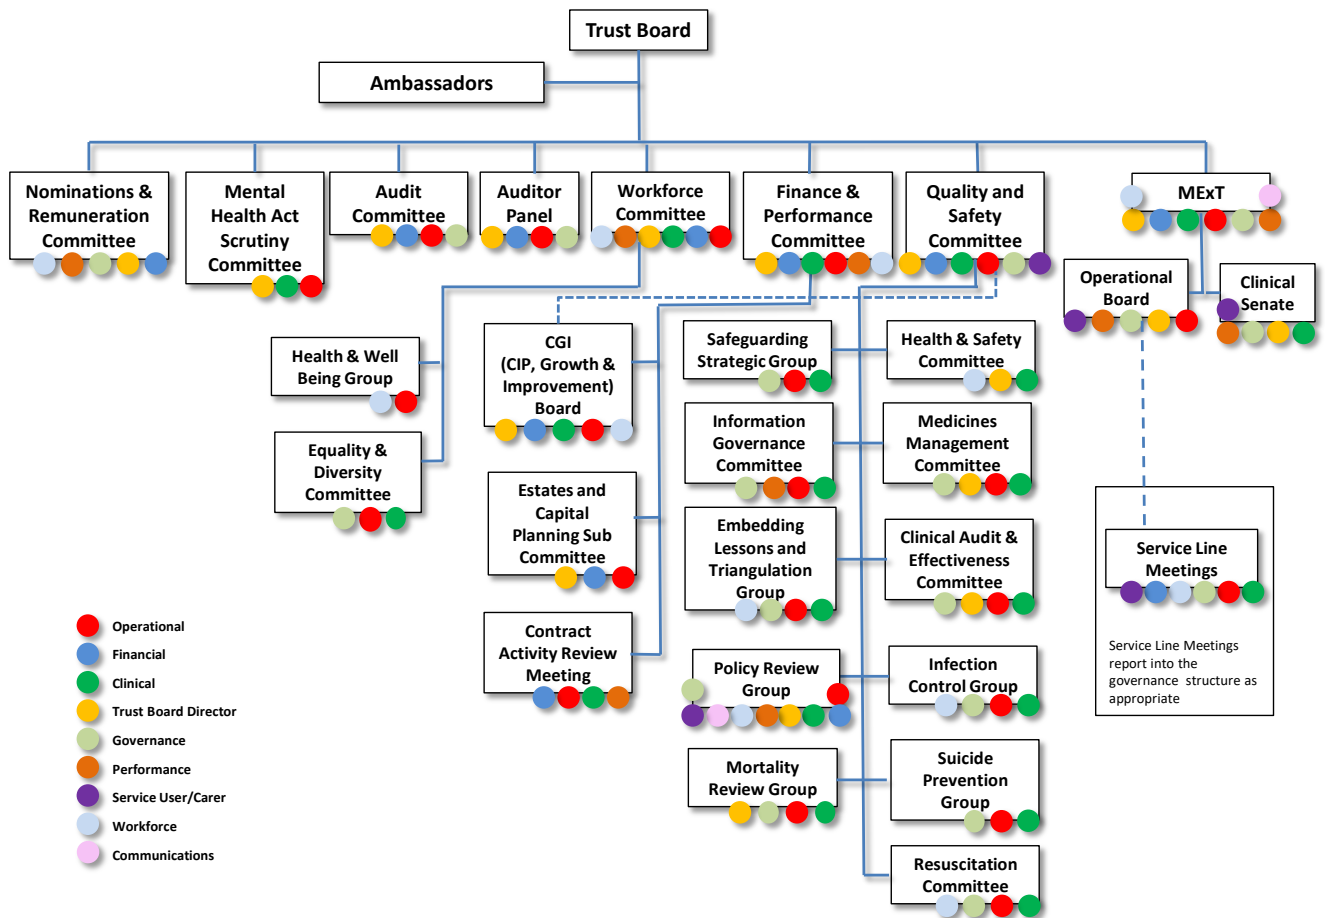 Trust Board
Ambassadors
Nominations &
Remuneration
Committee
Mental
Health Act
Scrutiny
Committee
Audit
Committee
Auditor
Panel
Workforce
Committee
Finance &
Performance
Committee
Quality and
Safety
Committee
MExT
Operational
Board
Clinical
Senate
Health & Well
Being Group
Equality &
Diversity
Committee
CGI
(CIP, Growth &
Improvement)
Board
Estates and
Capital
Planning Sub
Committee
Contract
Activity Review
Meeting
Safeguarding
Strategic Group
Health & Safety
Committee
Information
Governance
Committee
Medicines
Management
Committee
Embedding
Lessons and
Triangulation
Group
Clinical Audit &
Effectiveness
Committee
Policy Review
Group
Infection
Control Group
Mortality
Review Group
Suicide
Prevention
Group
Resuscitation
Committee
Service Line
Meetings
Service Line Meetings
report into the
governance structure as
appropriate
Operational
Financial
Clinical
Trust Board Director
Governance
Performance
Service User/Carer
Workforce
Communications